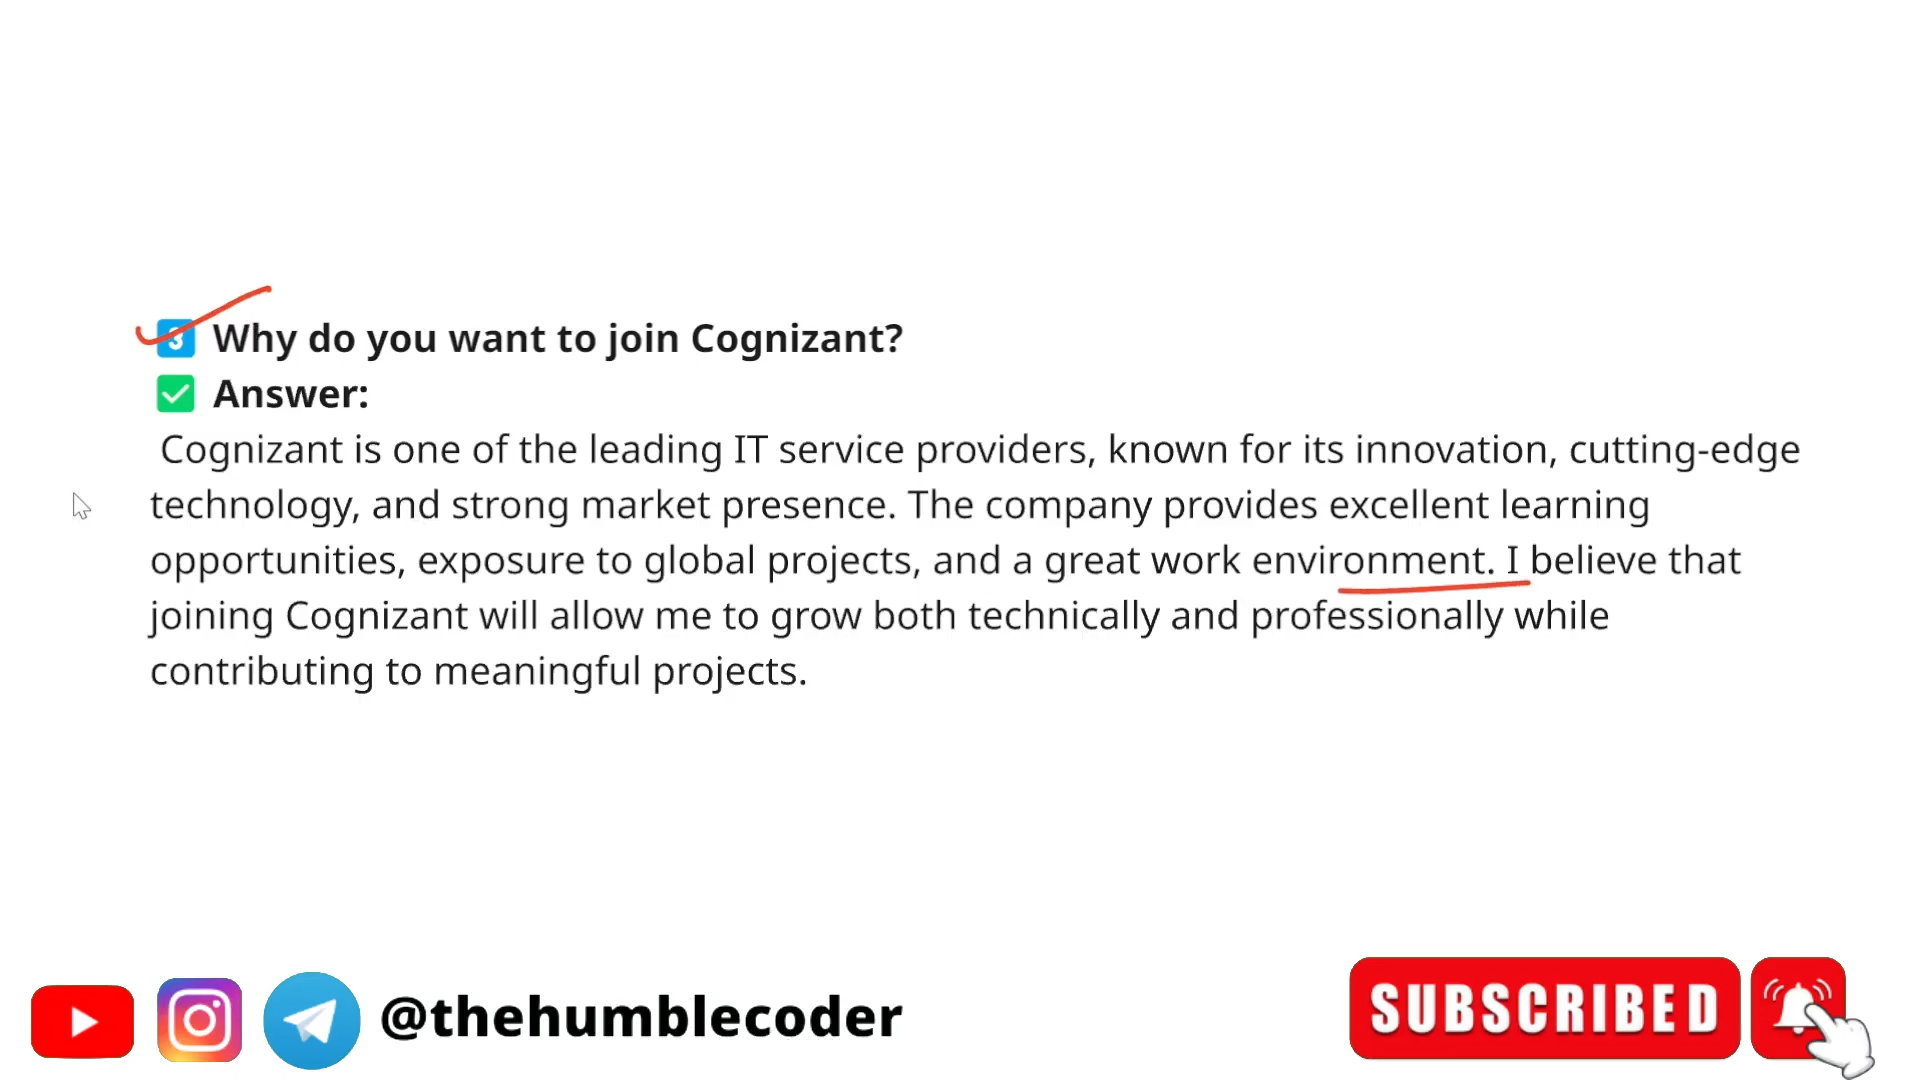 3 Why do you want to join Cognizant?
Answer:
Cognizant is one of the leading IT service providers, known for its innovation, cutting-edge
technology, and strong market presence. The company provides excellent learning
opportunities, exposure to global projects, and a great work environment. I believe that
joining Cognizant will allow me to grow both technically and professionally while
contributing to meaningful projects.
@thehumblecoder
SUBSCRIBED